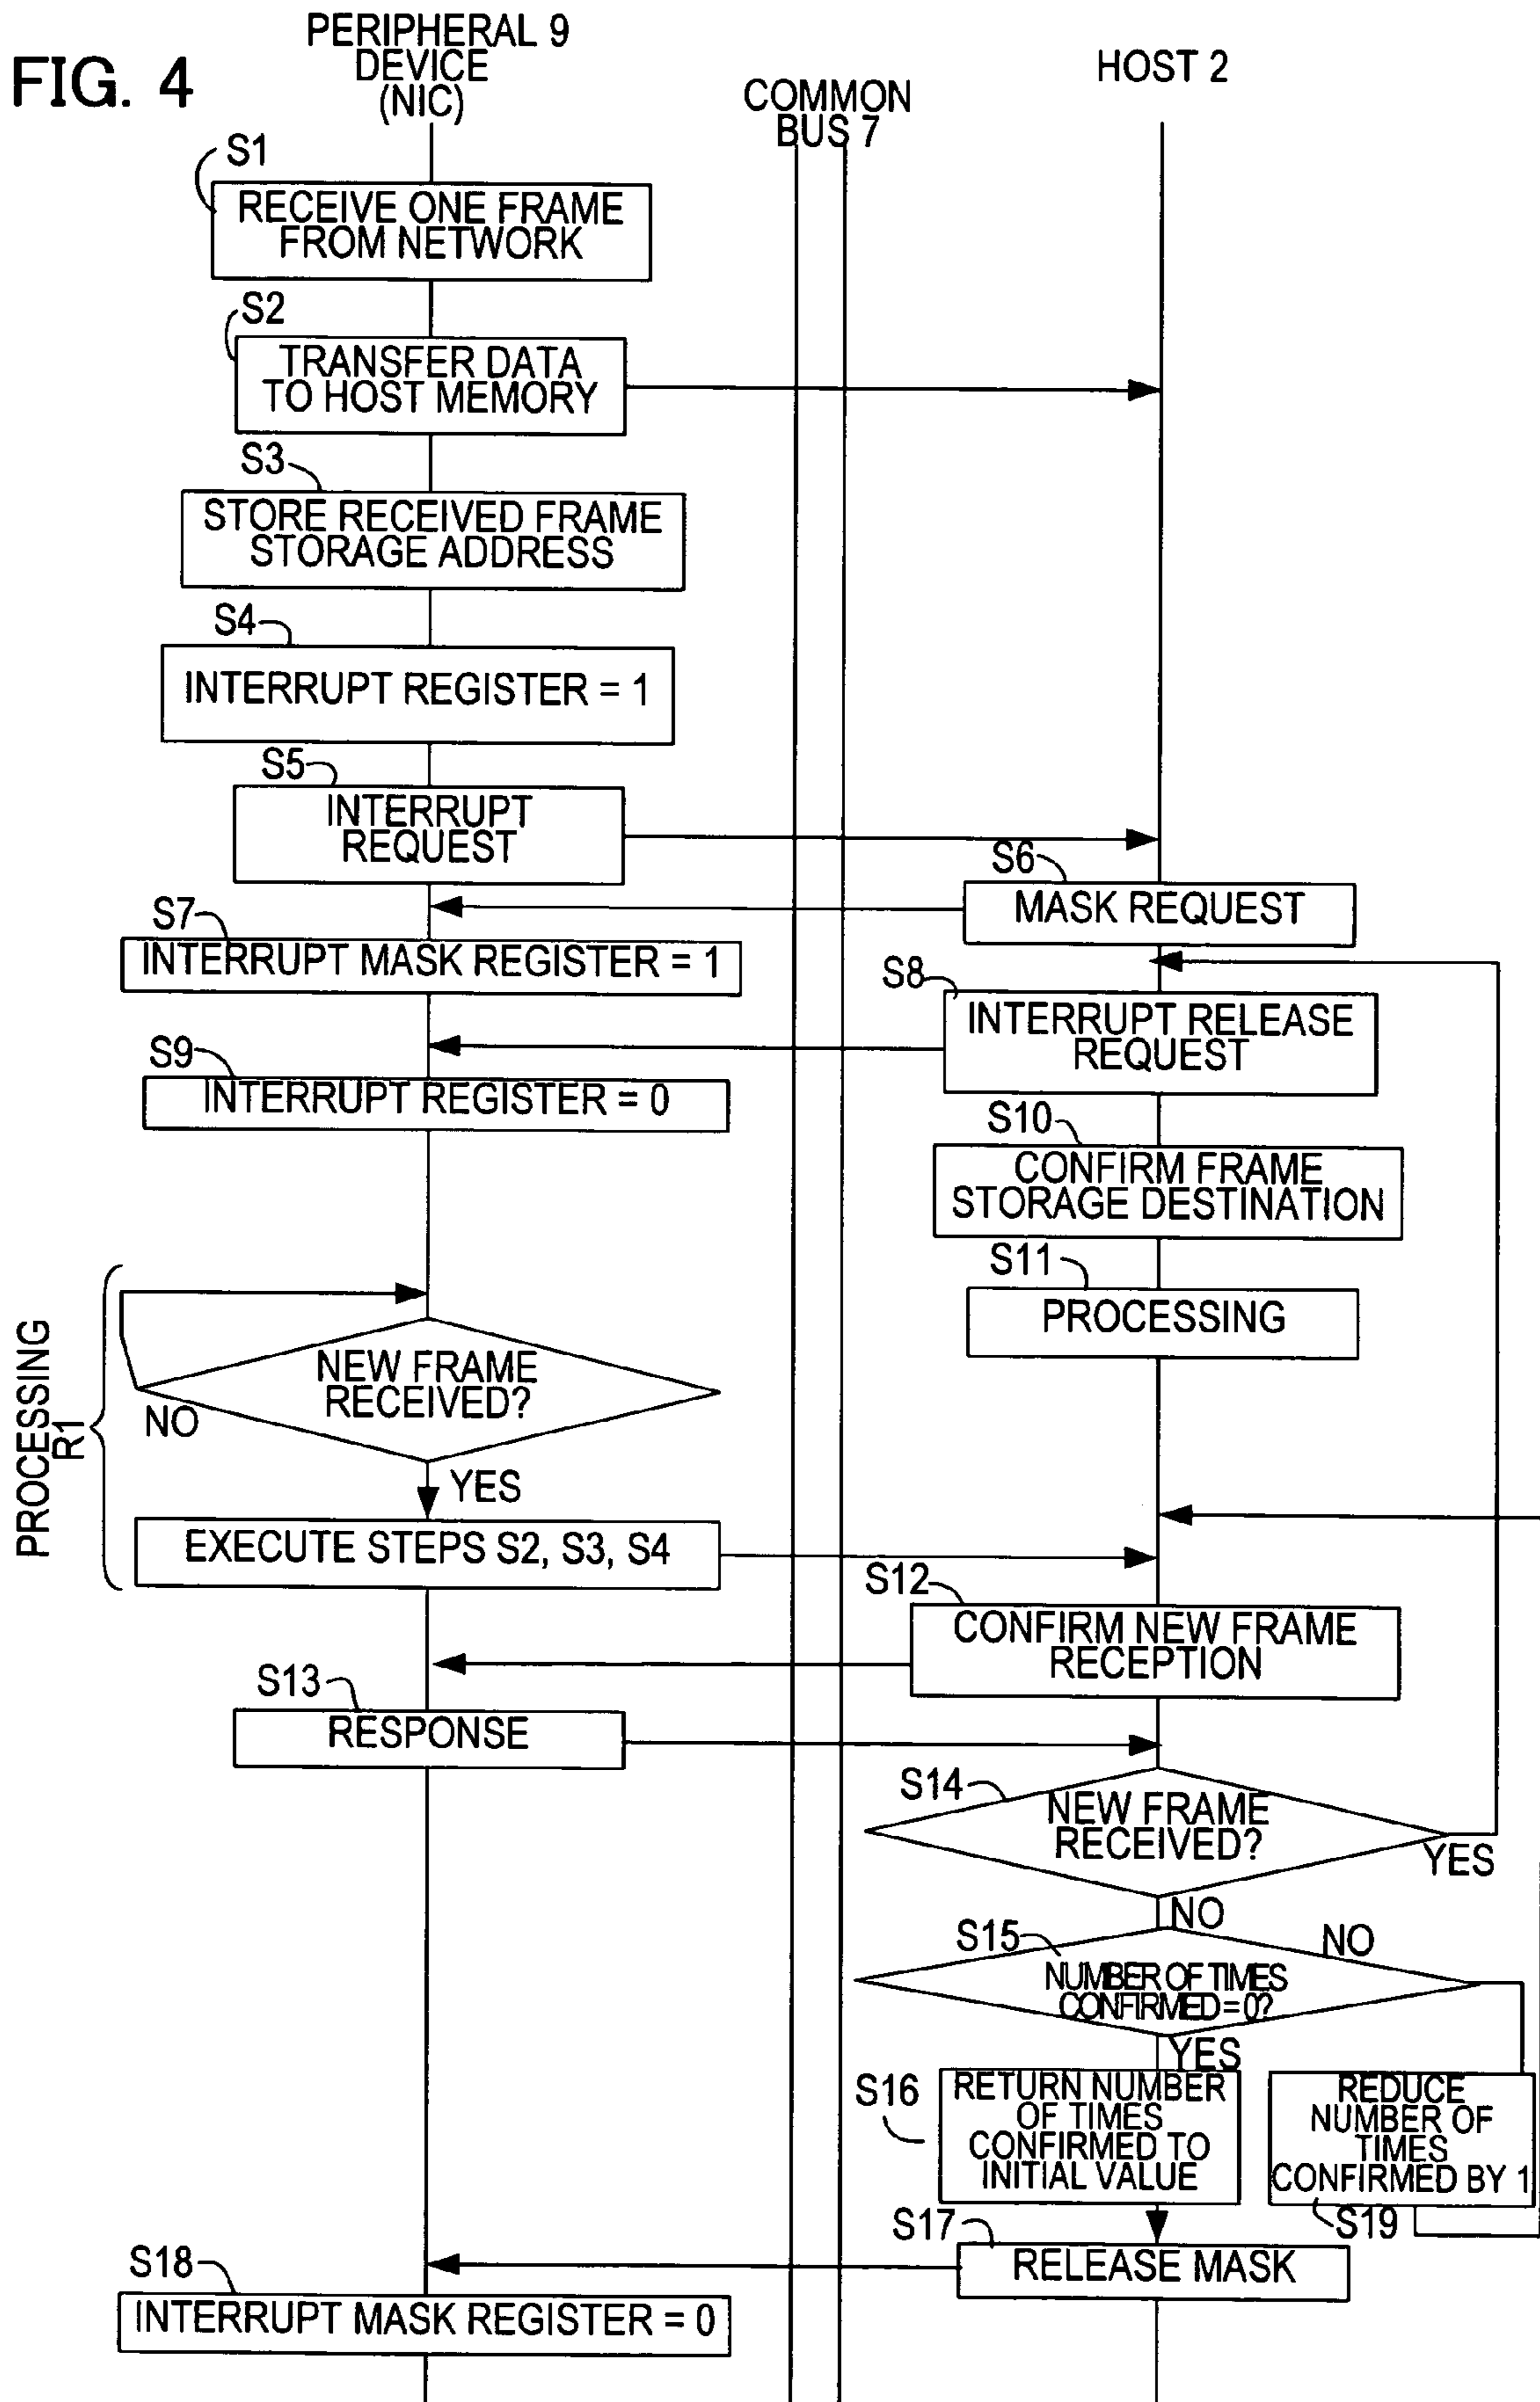 FIG. 4
PERIPHERAL 9
DEVICE
(NIC)
COMMON
BUS 7
HOST 2
S1
RECEIVE ONE FRAME
FROM NETWORK
S2
TRANSFER DATA
TO HOST MEMORY
S3
STORE RECEIVED FRAME
STORAGE ADDRESS
S4
INTERRUPT REGISTER = 1
S5
INTERRUPT
REQUEST
S6
MASK REQUEST
S7
INTERRUPT MASK REGISTER = 1
S8
INTERRUPT RELEASE
REQUEST
S9
INTERRUPT REGISTER = 0
S10
CONFIRM FRAME
STORAGE DESTINATION
S11
PROCESSING
PROCESSING
R1
NEW FRAME
RECEIVED?
NO
YES
EXECUTE STEPS S2, S3, S4
S12
CONFIRM NEW FRAME
RECEPTION
S13
RESPONSE
S14
NEW FRAME
RECEIVED?
YES
NO
S15
NO
NUMBER OF TIMES
CONFIRMED = 0?
YES
S16
RETURN NUMBER
OF TIMES
CONFIRMED TO
INITIAL VALUE
REDUCE
NUMBER OF
TIMES
CONFIRMED BY 1
S19
S17
RELEASE MASK
S18
INTERRUPT MASK REGISTER = 0